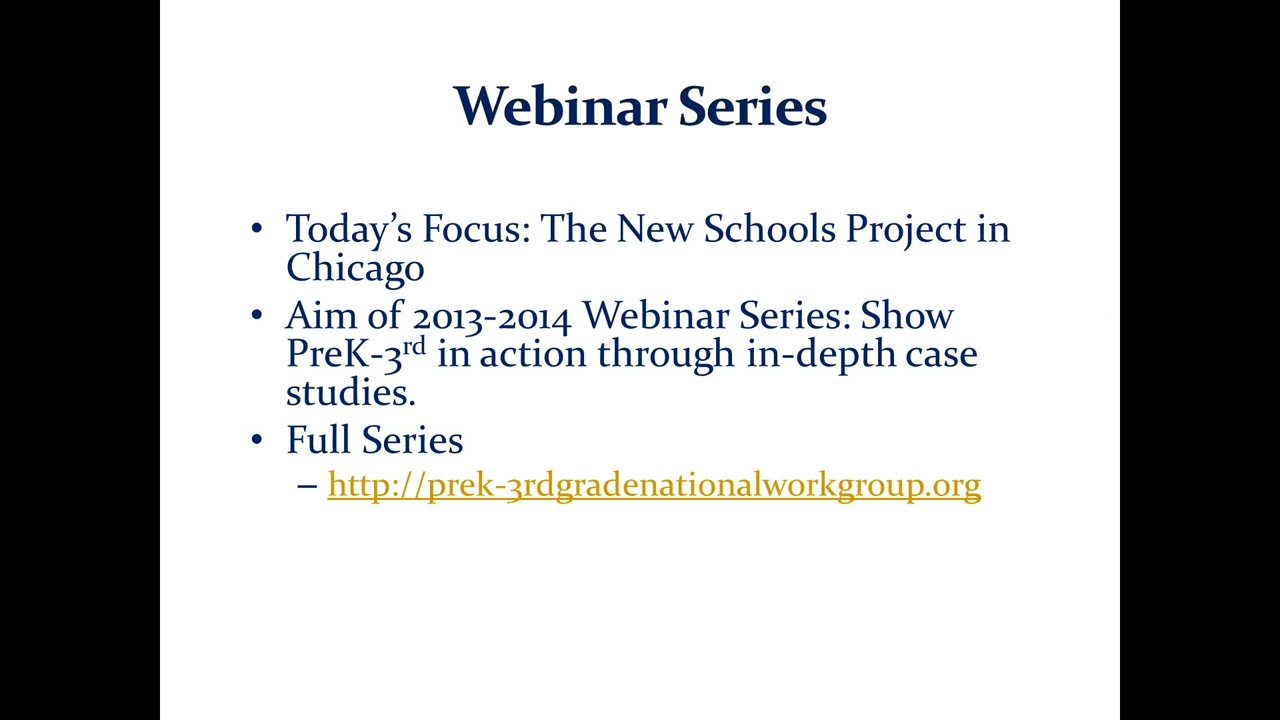 Webinar Series
• Today’s Focus: The New Schools Project in
Chicago
• Aim of 2013-2014 Webinar Series: Show
PreK-3rd in action through in-depth case
studies.
• Full Series
– http://prek-3rdgradenationalworkgroup.org